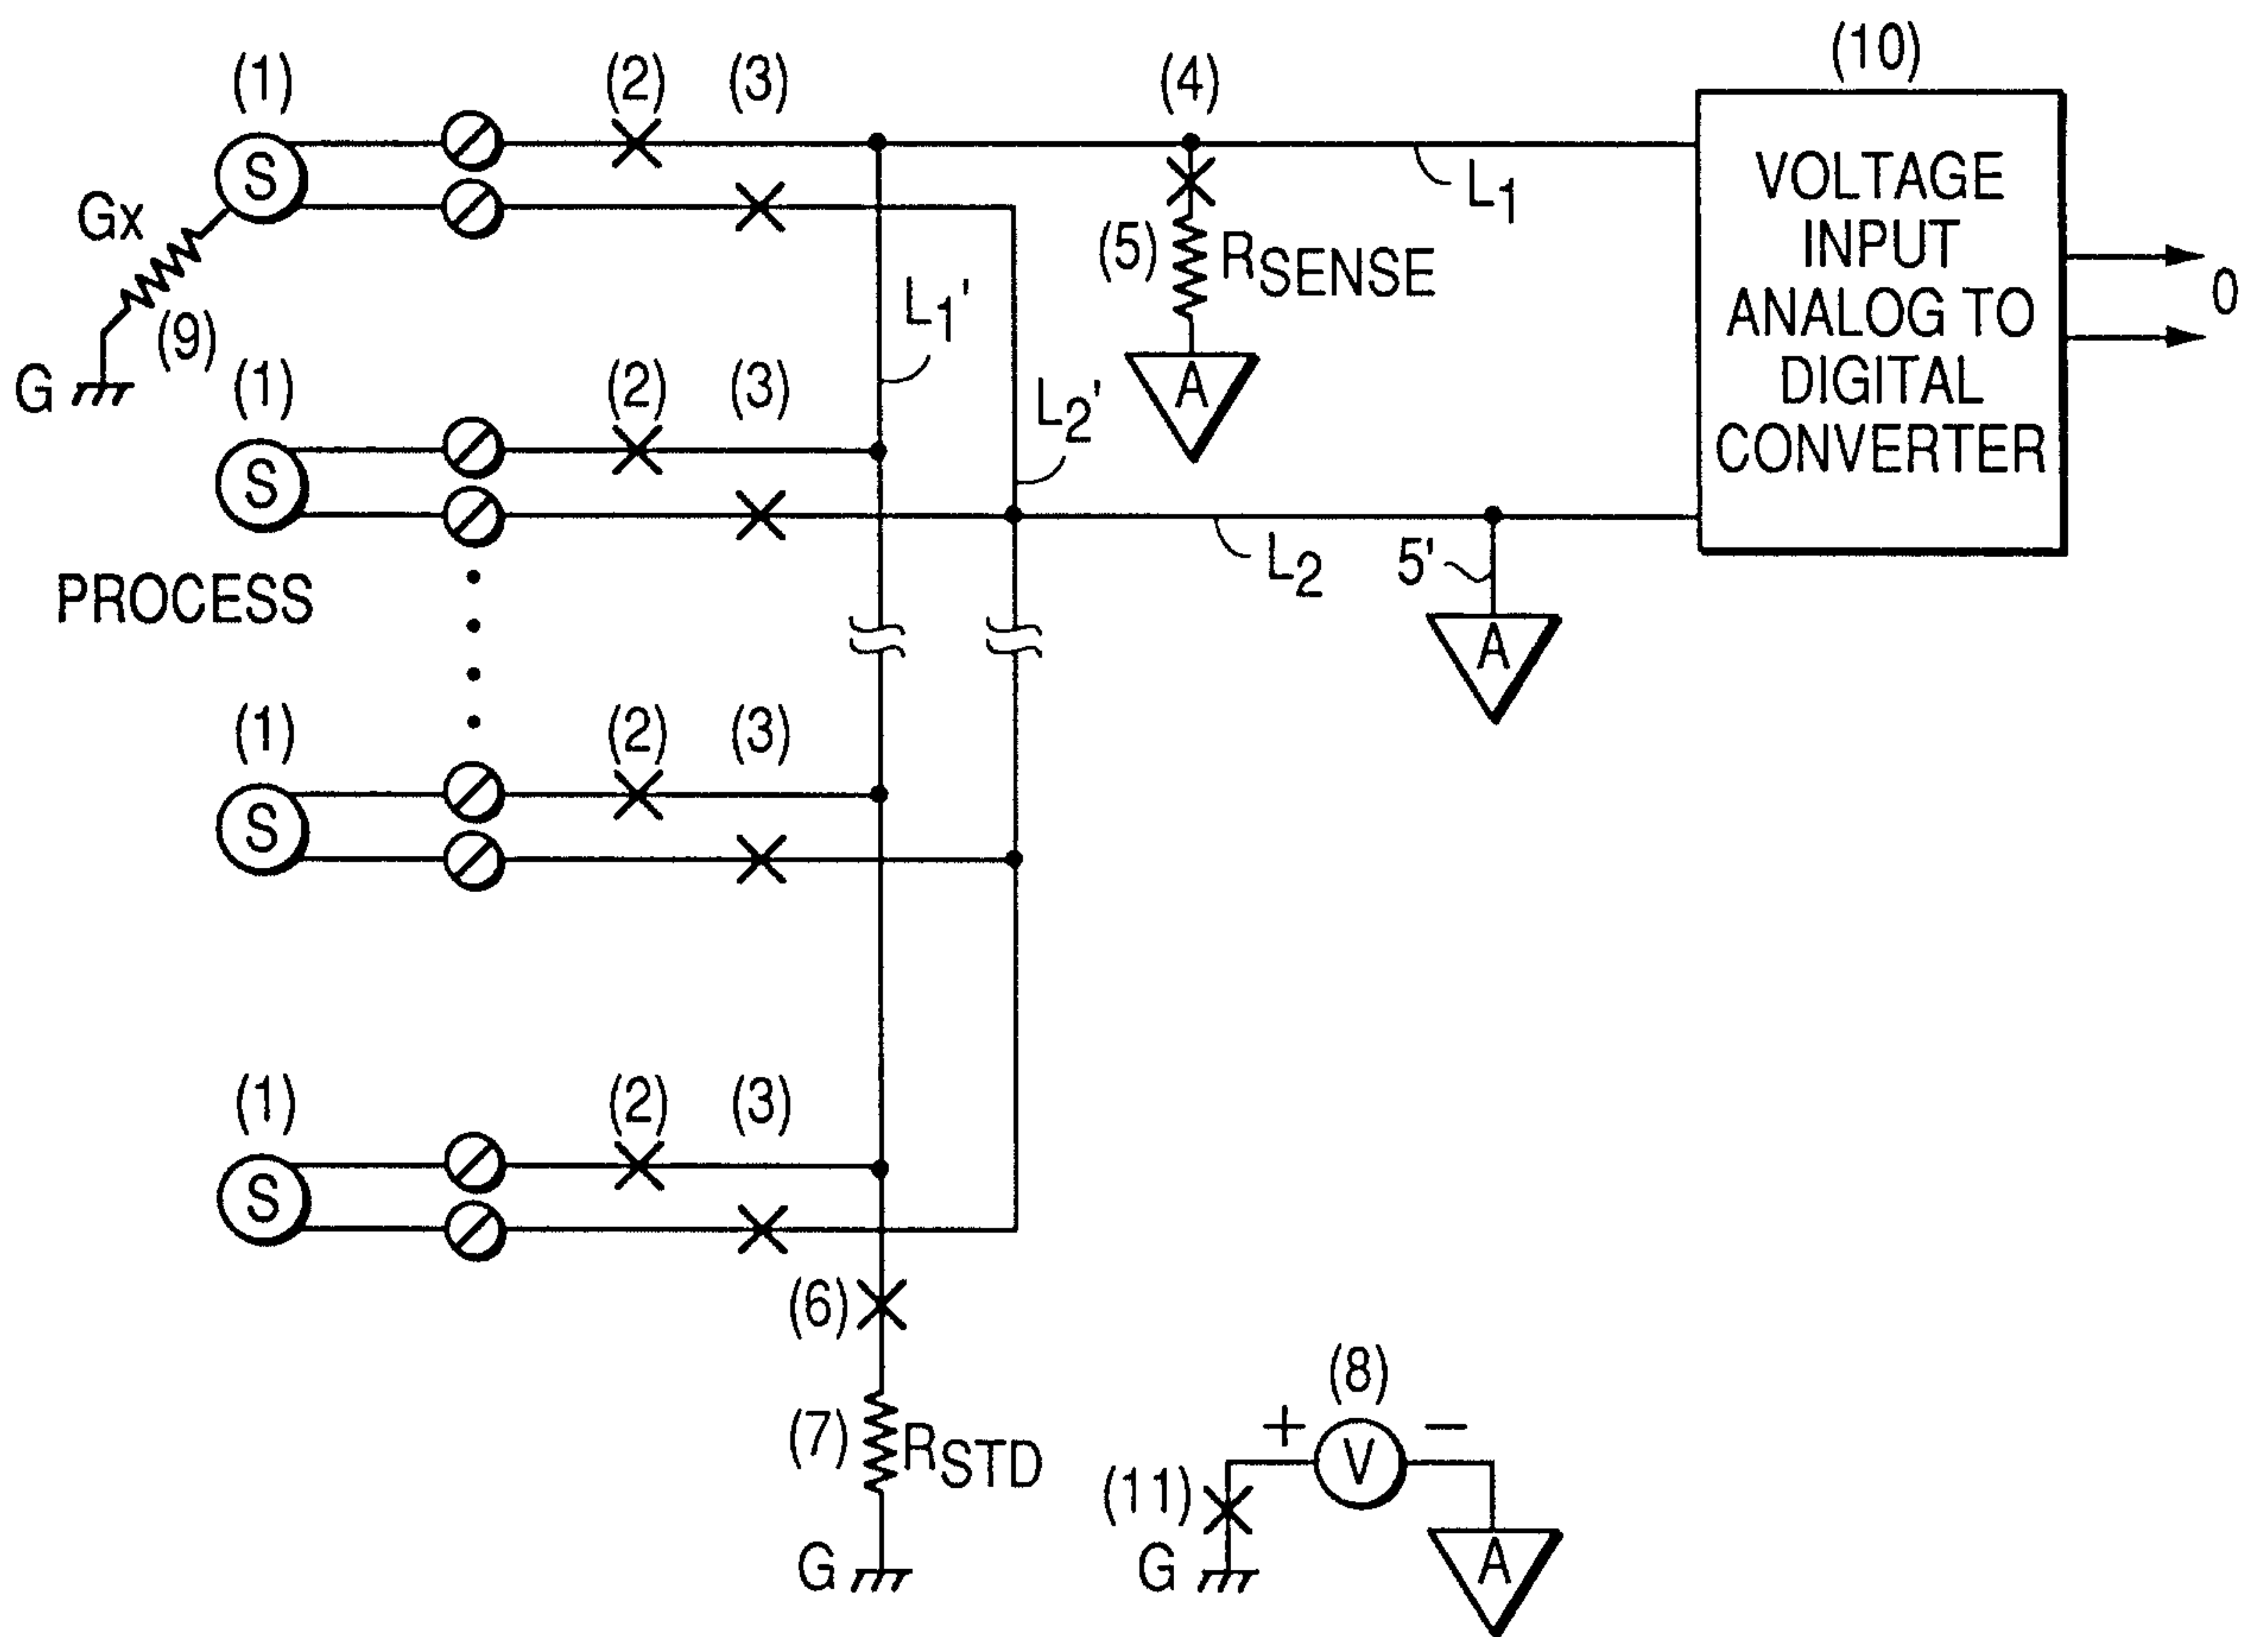 (10)
(1) (2) (3) (4)
VOLTAGE
INPUT
ANALOG TO
DIGITAL
CONVERTER
S
L1
Gx
(5) RSENSE
0
L1'
(9)
A
G
(1) (2) (3)
L2'
S
L2
5'
PROCESS
A
(1) (2) (3)
S
(1) (2) (3)
S
(6)
(8)
+ −
(7) RSTD
V
(11)
G
G
A